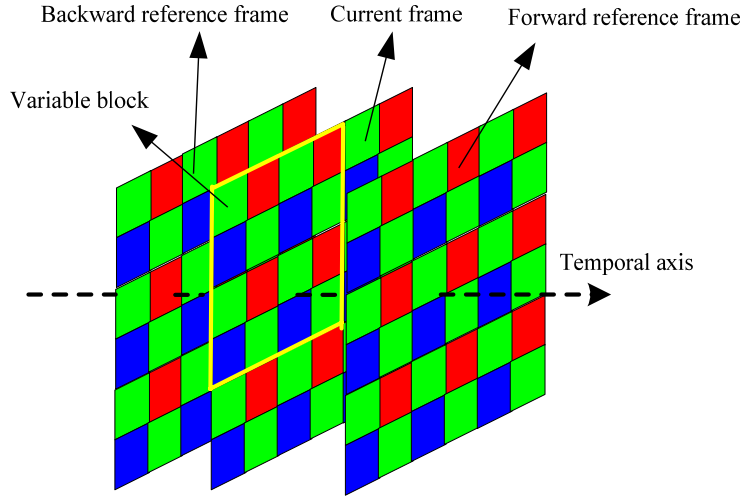 Backward reference frame
Current frame
Forward reference frame
Variable block
Temporal axis